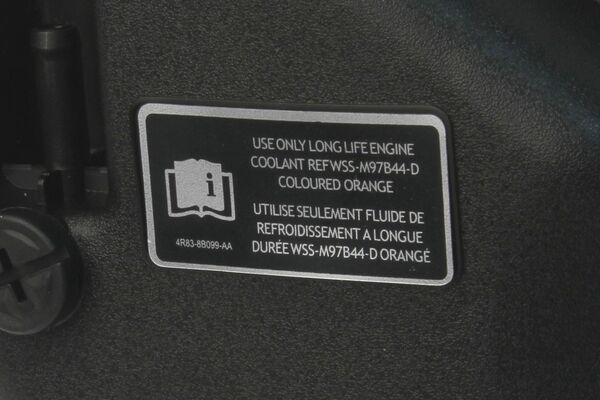 USE ONLY LONG LIFE ENGINE
COOLANT REFWSS-M97B44-D
COLOURED ORANGE
UTILISE SEULEMENT FLUIDE DE
REFROIDISSEMENT A LONGUE
DURÉE WSS-M97B44-D ORANGÉ
i
4R83-8B099-AA